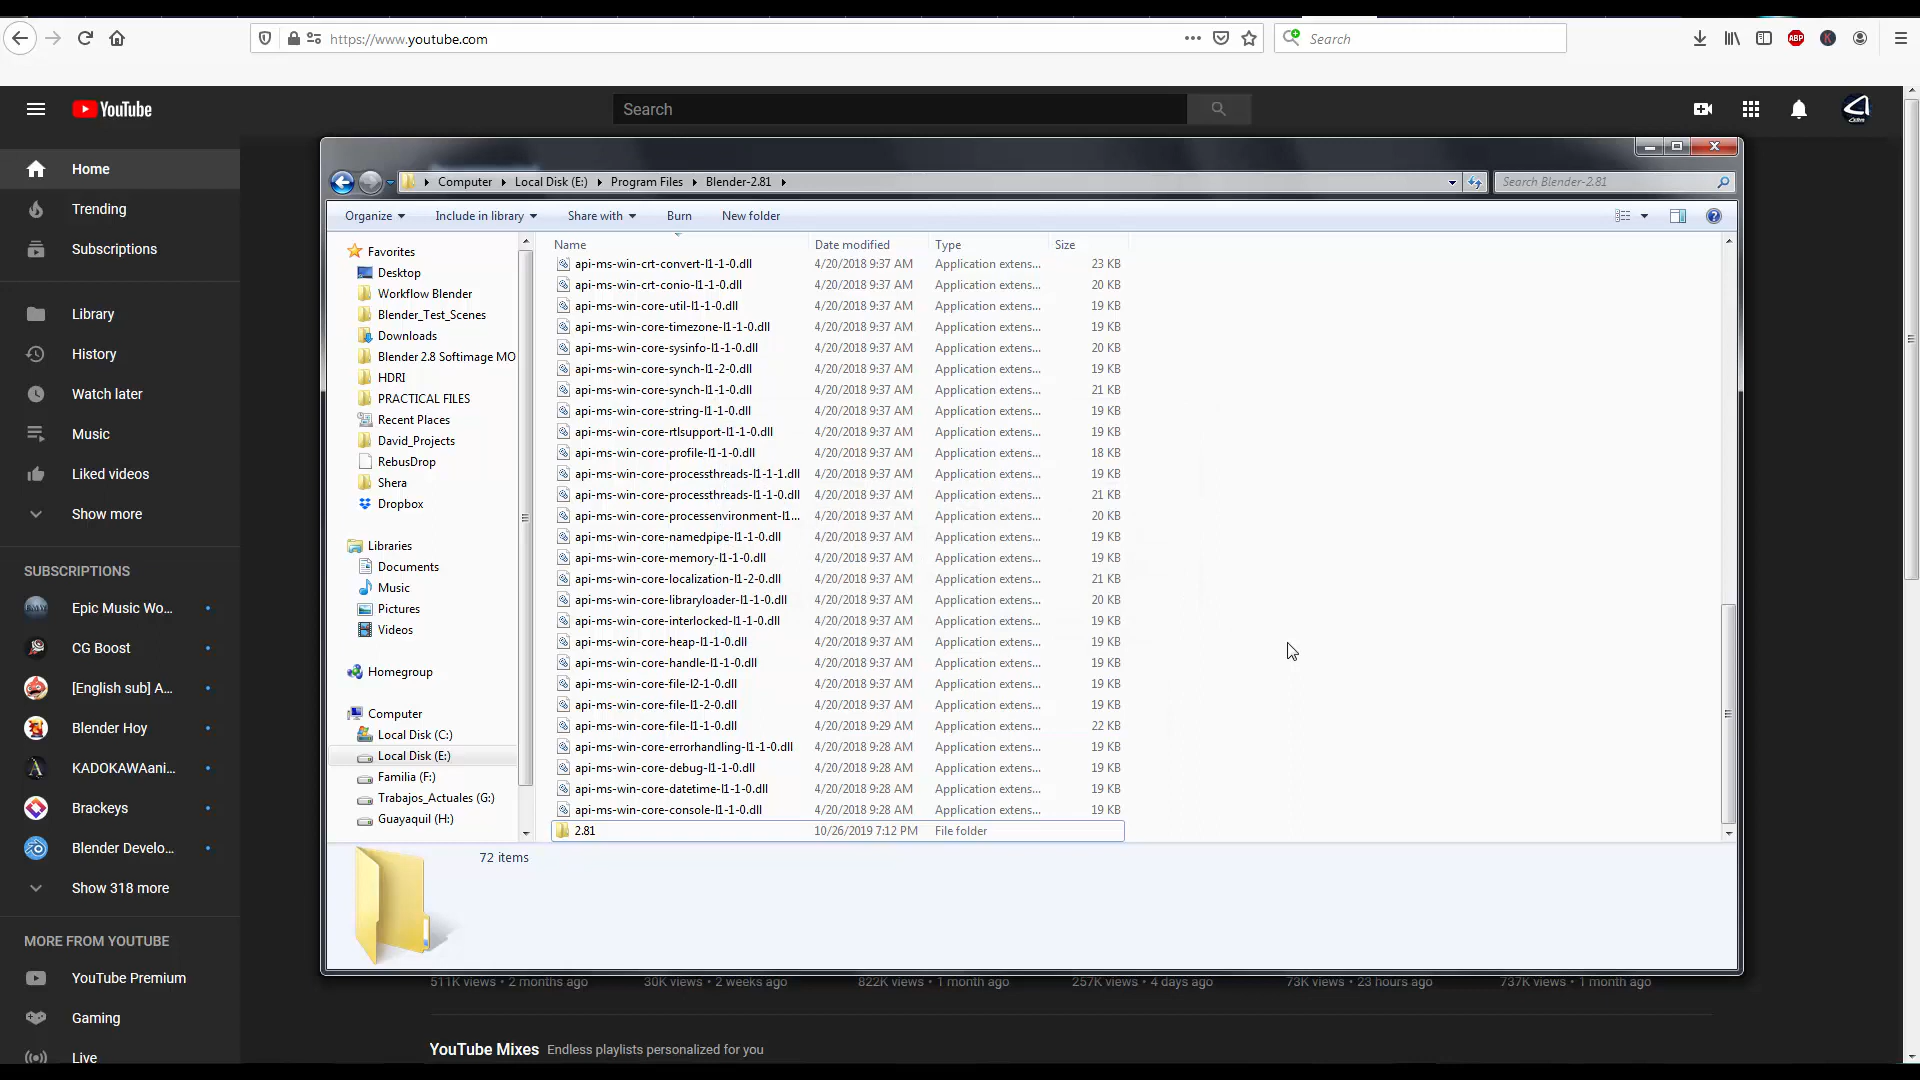 https://www.youtube.com
Search
YouTube
Search
Home
Trending
Subscriptions
Library
History
Watch later
Music
Liked videos
Show more
SUBSCRIPTIONS
Epic Music Wo...
CG Boost
[English sub] A...
Blender Hoy
KADOKAWAani...
Brackeys
Blender Develo...
Show 318 more
MORE FROM YOUTUBE
YouTube Premium
Gaming
Live
Computer Local Disk (E:) Program Files Blender-2.81
Search Blender-2.81
Organize Include in library Share with Burn New folder
Favorites
Desktop
Workflow Blender
Blender_Test_Scenes
Downloads
Blender 2.8 Softimage MO
HDRI
PRACTICAL FILES
Recent Places
David_Projects
RebusDrop
Shera
Dropbox
Libraries
Documents
Music
Pictures
Videos
Homegroup
Computer
Local Disk (C:)
Local Disk (E:)
Familia (F:)
Trabajos_Actuales (G:)
Guayaquil (H:)
Name Date modified Type Size
api-ms-win-crt-convert-l1-1-0.dll 4/20/2018 9:37 AM Application extens... 23 KB
api-ms-win-crt-conio-l1-1-0.dll 4/20/2018 9:37 AM Application extens... 20 KB
api-ms-win-core-util-l1-1-0.dll 4/20/2018 9:37 AM Application extens... 19 KB
api-ms-win-core-timezone-l1-1-0.dll 4/20/2018 9:37 AM Application extens... 19 KB
api-ms-win-core-sysinfo-l1-1-0.dll 4/20/2018 9:37 AM Application extens... 20 KB
api-ms-win-core-synch-l1-2-0.dll 4/20/2018 9:37 AM Application extens... 19 KB
api-ms-win-core-synch-l1-1-0.dll 4/20/2018 9:37 AM Application extens... 21 KB
api-ms-win-core-string-l1-1-0.dll 4/20/2018 9:37 AM Application extens... 19 KB
api-ms-win-core-rtlsupport-l1-1-0.dll 4/20/2018 9:37 AM Application extens... 19 KB
api-ms-win-core-profile-l1-1-0.dll 4/20/2018 9:37 AM Application extens... 18 KB
api-ms-win-core-processthreads-l1-1-1.dll 4/20/2018 9:37 AM Application extens... 19 KB
api-ms-win-core-processthreads-l1-1-0.dll 4/20/2018 9:37 AM Application extens... 21 KB
api-ms-win-core-processenvironment-l1... 4/20/2018 9:37 AM Application extens... 20 KB
api-ms-win-core-namedpipe-l1-1-0.dll 4/20/2018 9:37 AM Application extens... 19 KB
api-ms-win-core-memory-l1-1-0.dll 4/20/2018 9:37 AM Application extens... 19 KB
api-ms-win-core-localization-l1-2-0.dll 4/20/2018 9:37 AM Application extens... 21 KB
api-ms-win-core-libraryloader-l1-1-0.dll 4/20/2018 9:37 AM Application extens... 20 KB
api-ms-win-core-interlocked-l1-1-0.dll 4/20/2018 9:37 AM Application extens... 19 KB
api-ms-win-core-heap-l1-1-0.dll 4/20/2018 9:37 AM Application extens... 19 KB
api-ms-win-core-handle-l1-1-0.dll 4/20/2018 9:37 AM Application extens... 19 KB
api-ms-win-core-file-l2-1-0.dll 4/20/2018 9:37 AM Application extens... 19 KB
api-ms-win-core-file-l1-2-0.dll 4/20/2018 9:37 AM Application extens... 19 KB
api-ms-win-core-file-l1-1-0.dll 4/20/2018 9:29 AM Application extens... 22 KB
api-ms-win-core-errorhandling-l1-1-0.dll 4/20/2018 9:28 AM Application extens... 19 KB
api-ms-win-core-debug-l1-1-0.dll 4/20/2018 9:28 AM Application extens... 19 KB
api-ms-win-core-datetime-l1-1-0.dll 4/20/2018 9:28 AM Application extens... 19 KB
api-ms-win-core-console-l1-1-0.dll 4/20/2018 9:28 AM Application extens... 19 KB
2.81 10/26/2019 7:12 PM File folder
72 items
511K views • 2 months ago 30K views • 2 weeks ago 822K views • 1 month ago 257K views • 4 days ago 73K views • 23 hours ago 737K views • 1 month ago
YouTube Mixes Endless playlists personalized for you